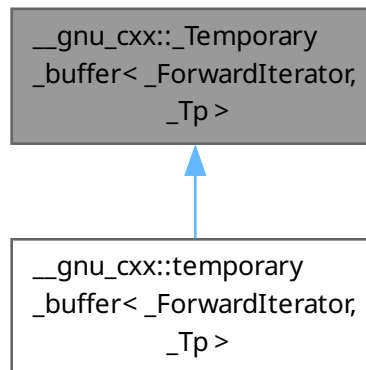 __gnu_cxx::_Temporary
_buffer< _ForwardIterator,
_Tp >
__gnu_cxx::temporary
_buffer< _ForwardIterator,
_Tp >